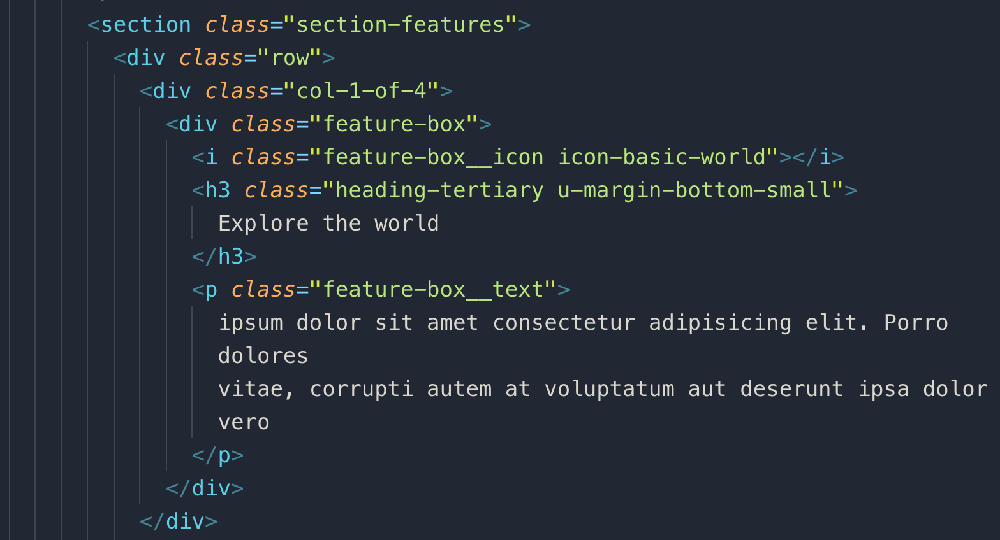 <section class="section-features">
<div class="row">
<div class="col-1-of-4">
<div class="feature-box">
<i class="feature-box__icon icon-basic-world"></i>
<h3 class="heading-tertiary u-margin-bottom-small">
Explore the world
</h3>
<p class="feature-box__text">
ipsum dolor sit amet consectetur adipisicing elit. Porro
dolores
vitae, corrupti autem at voluptatum aut deserunt ipsa dolor
vero
</p>
</div>
</div>